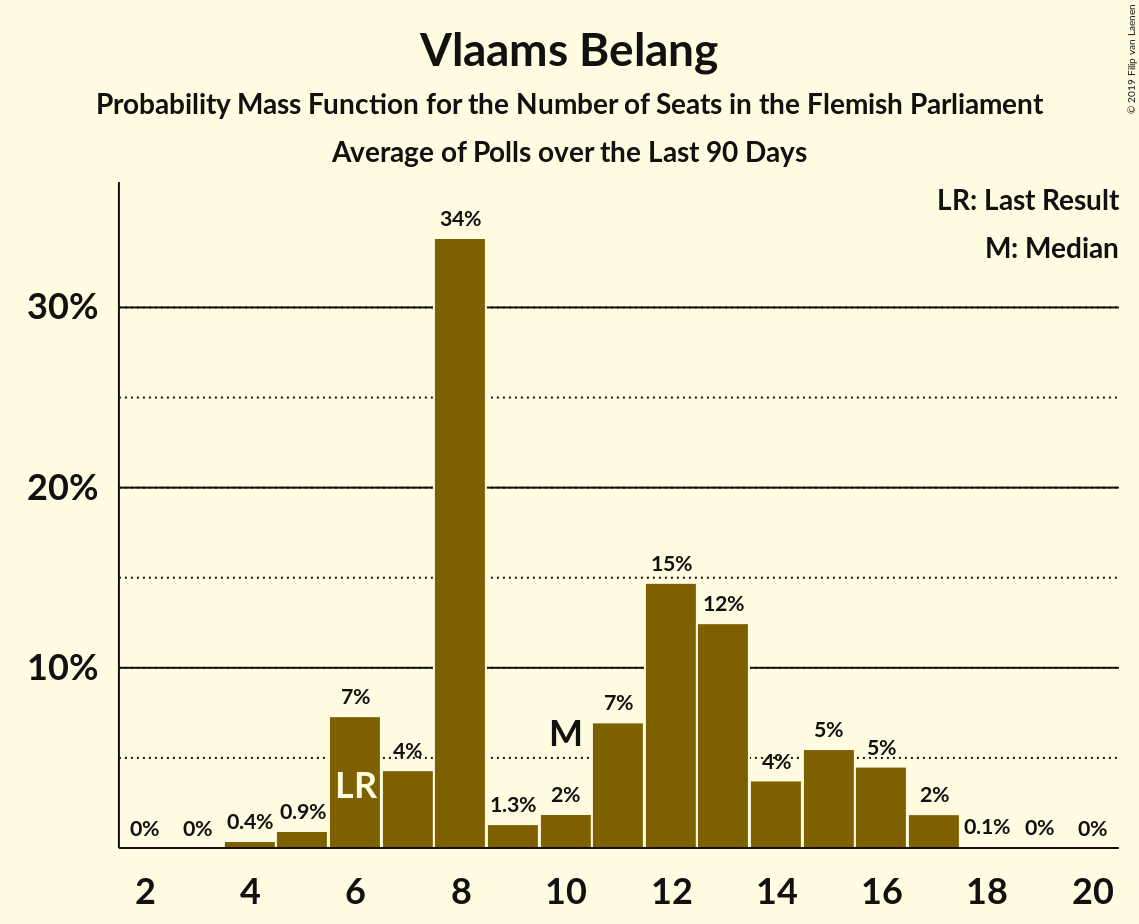 Vlaams Belang
Probability Mass Function for the Number of Seats in the Flemish Parliament
Average of Polls over the Last 90 Days
© 2019 Filip van Laenen
LR: Last Result
M: Median
30%
20%
10%
0%
0%
0.4%
0.9%
7%
LR
4%
34%
1.3%
2%
M
7%
15%
12%
4%
5%
5%
2%
0.1%
0%
0%
2 4 6 8 10 12 14 16 18 20